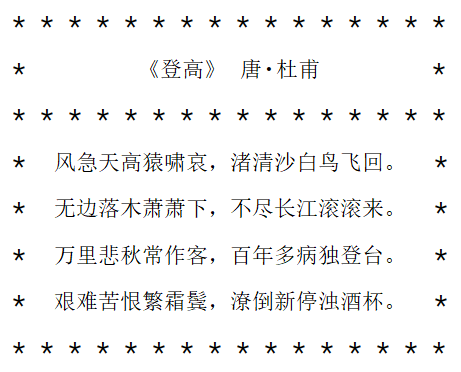 * * * * * * * * * * * * * * * *
* 《登高》 唐·杜甫 *
* * * * * * * * * * * * * * * *
* 风急天高猿啸哀，渚清沙白鸟飞回。 *
* 无边落木萧萧下，不尽长江滚滚来。 *
* 万里悲秋常作客，百年多病独登台。 *
* 艰难苦恨繁霜鬓，潦倒新停浊酒杯。 *
* * * * * * * * * * * * * * * *